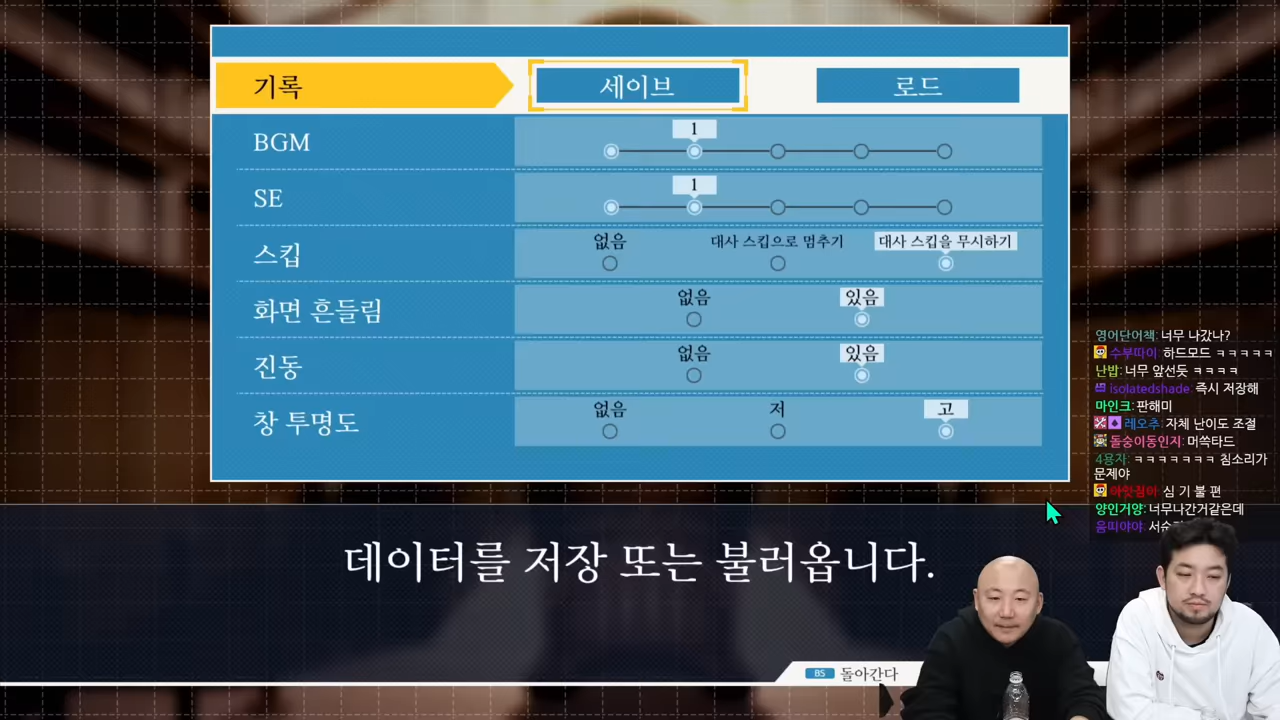 기록
세이브
로드
BGM
1
SE
1
스킵
없음
대사 스킵으로 멈추기
대사 스킵을 무시하기
화면 흔들림
없음
있음
진동
없음
있음
창 투명도
없음
저
고
영어단어책: 너무 나갔나?
수부따이: 하드모드 ㅋㅋㅋㅋㅋ
난밥: 너무 앞선듯 ㅋㅋㅋㅋ
isolatedshade: 즉시 저장해
마인크: 판해미
레오추: 자체 난이도 조절
돌숭이동인지: 머쓱타드
4용자: ㅋㅋㅋㅋㅋㅋㅋ 침소리가
문제야
심 기 불 편
양인거양: 너무나간거같은데
움띠야야:
데이터를 저장 또는 불러옵니다.
BS 돌아간다